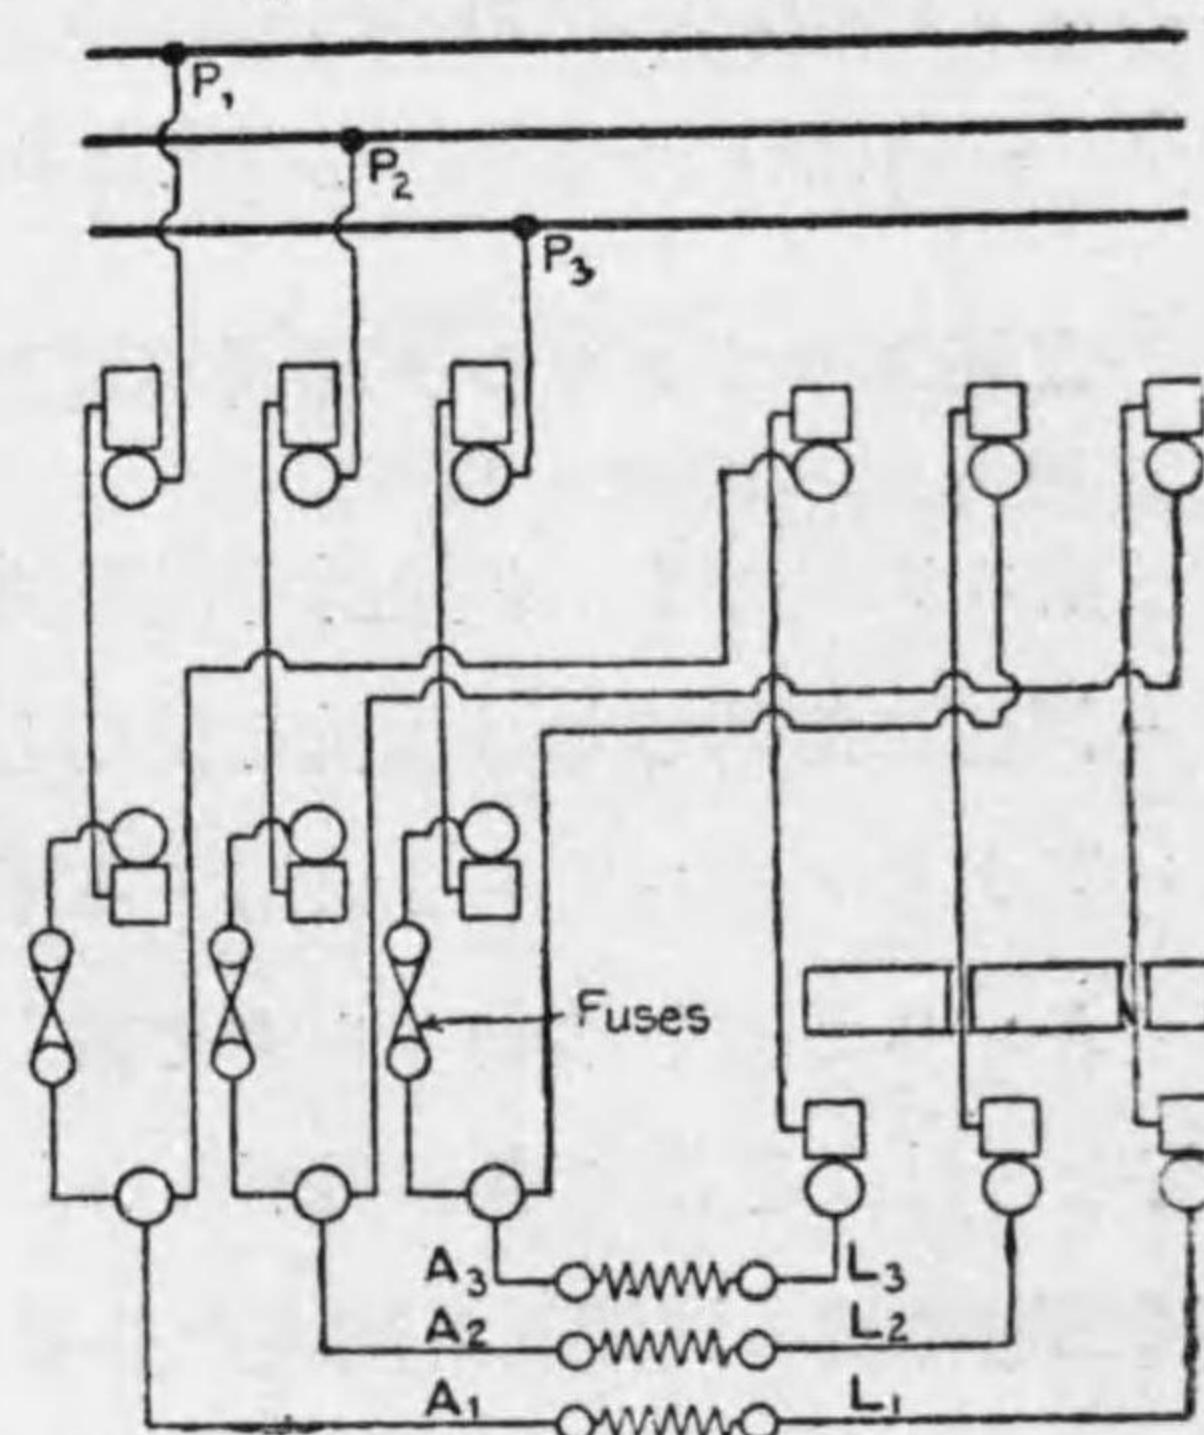 P₁
P₂
P₃
Fuses
A₃ L₃
A₂ L₂
A₁ L₁